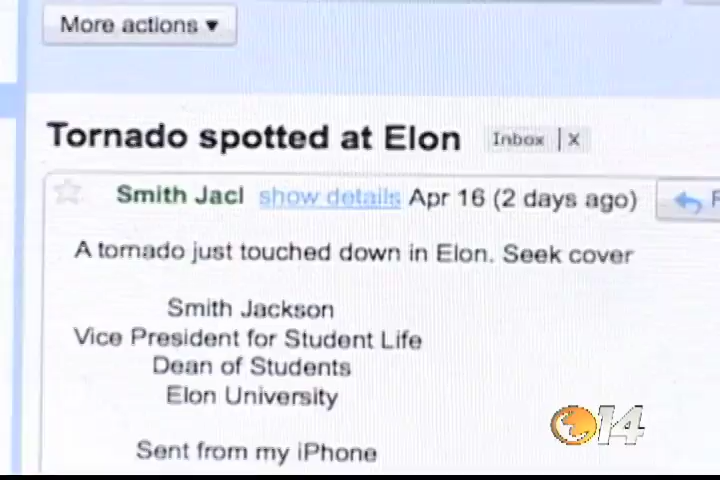 More actions ▼
Tornado spotted at Elon Inbox | X
Smith Jacl show details Apr 16 (2 days ago)
A tornado just touched down in Elon. Seek cover
Smith Jackson
Vice President for Student Life
Dean of Students
Elon University
14
Sent from my iPhone